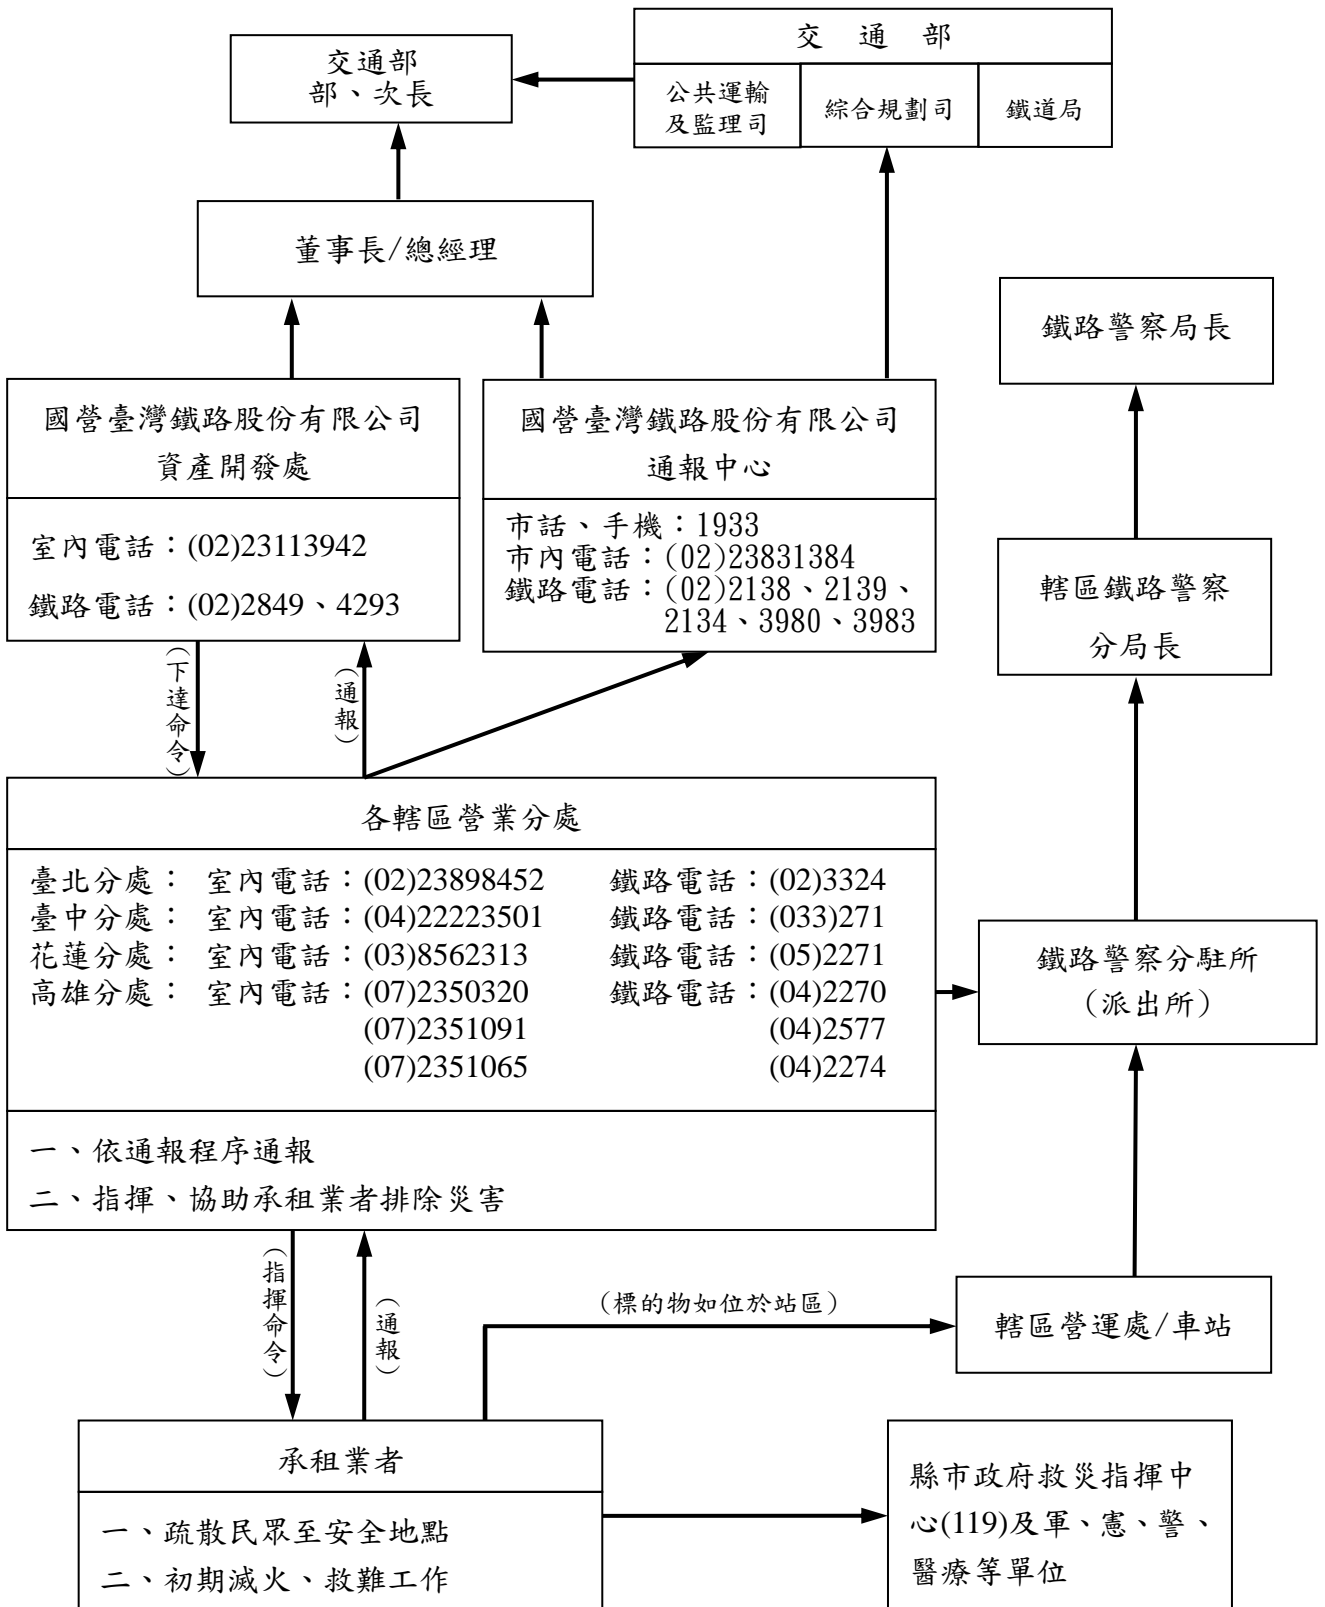 交通部
公共運輸
及監理司
綜合規劃司
鐵道局
交通部
部、次長
董事長/總經理
鐵路警察局長
國營臺灣鐵路股份有限公司
資產開發處
室內電話：(02)23113942
鐵路電話：(02)2849、4293
國營臺灣鐵路股份有限公司
通報中心
市話、手機：1933
市內電話：(02)23831384
鐵路電話：(02)2138、2139、
2134、3980、3983
轄區鐵路警察
分局長
（下達命令）
（通報）
各轄區營業分處
臺北分處： 室內電話：(02)23898452 鐵路電話：(02)3324
臺中分處： 室內電話：(04)22223501 鐵路電話：(033)271
花蓮分處： 室內電話：(03)8562313 鐵路電話：(05)2271
高雄分處： 室內電話：(07)2350320 鐵路電話：(04)2270
(07)2351091 (04)2577
(07)2351065 (04)2274
一、依通報程序通報
二、指揮、協助承租業者排除災害
鐵路警察分駐所
（派出所）
（指揮命令）
（通報）
（標的物如位於站區）
轄區營運處/車站
承租業者
一、疏散民眾至安全地點
二、初期滅火、救難工作
縣市政府救災指揮中
心(119)及軍、憲、警、
醫療等單位